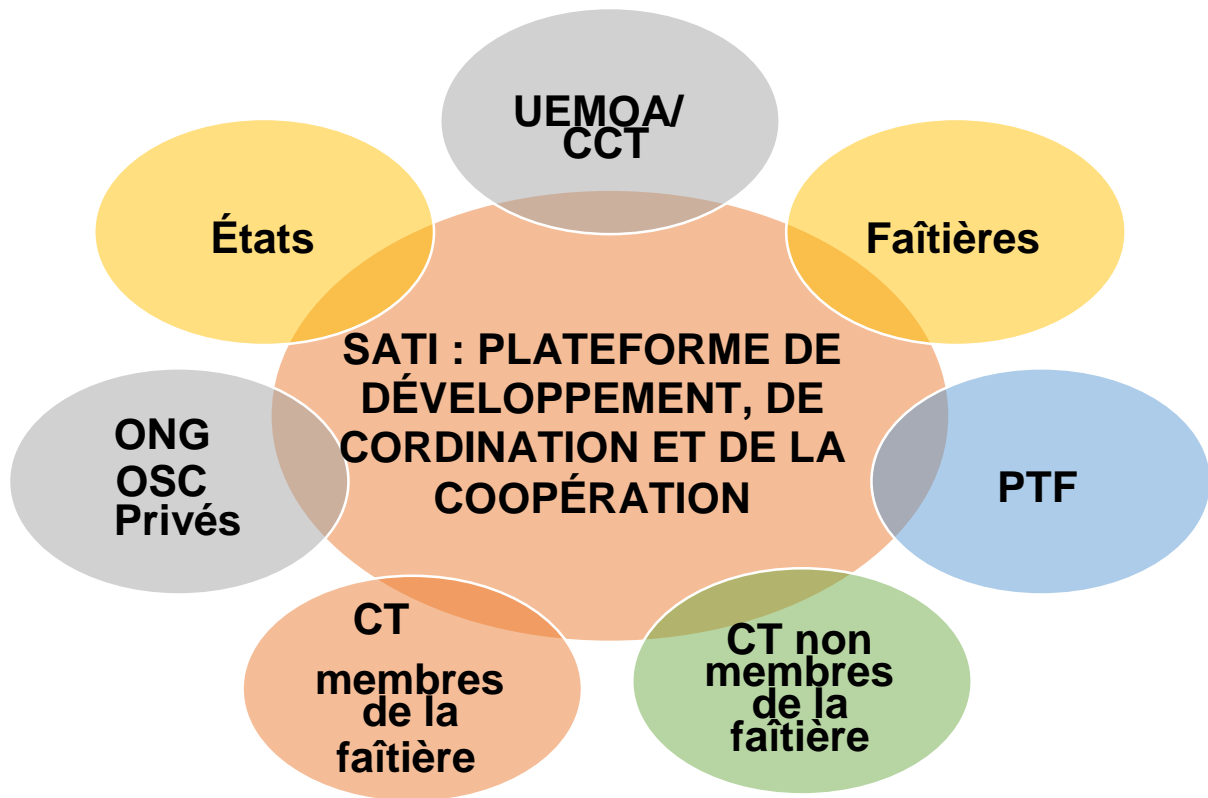 UEMOA/
CCT
États
Faîtières
SATI : PLATEFORME DE
DÉVELOPPEMENT, DE
CORDINATION ET DE LA
COOPÉRATION
ONG
OSC
Privés
PTF
CT
membres
de la
faîtière
CT non
membres
de la
faîtière